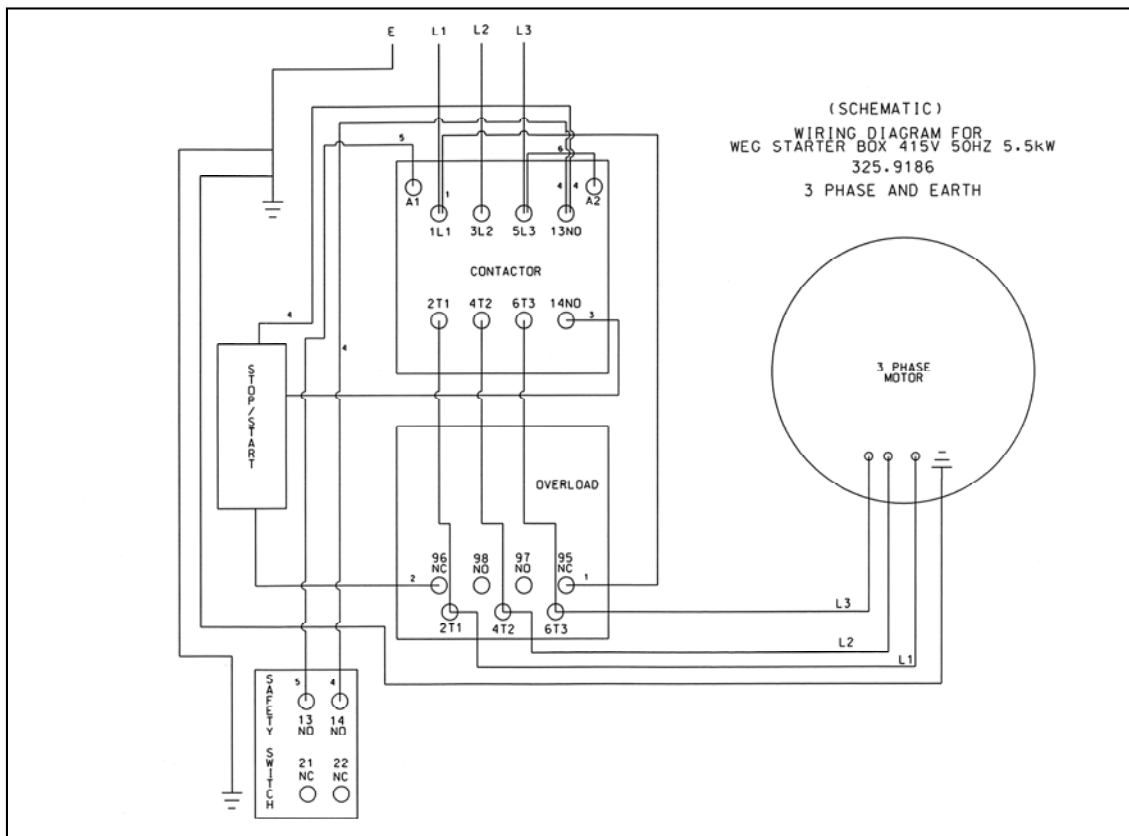 E L1 L2 L3
(SCHEMATIC)
WIRING DIAGRAM FOR
WEG STARTER BOX 415V 50HZ 5.5kW
325.9186
3 PHASE AND EARTH
5 6
1 4 4
A1 A2
1L1 3L2 5L3 13NO
CONTACTOR
2T1 4T2 6T3 14NO
4 3
4
STOP/START
3 PHASE
MOTOR
OVERLOAD
96 98 97 95
NC NO NO NC
2 1
2T1 4T2 6T3
L3
L2
L1
SAFETY SWITCH
5 4
13 14
NO NO
21 22
NC NC